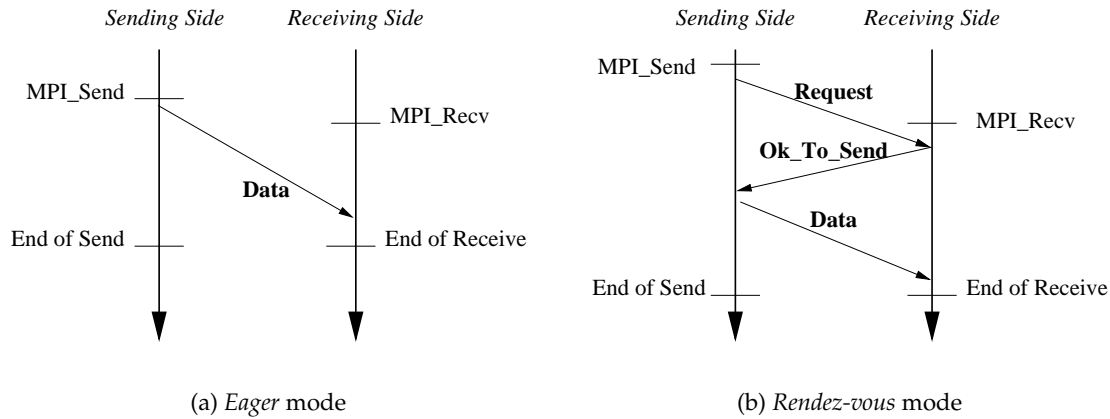 Sending Side
Receiving Side
MPI_Send
MPI_Recv
Data
End of Send
End of Receive
(a) Eager mode
Sending Side
Receiving Side
MPI_Send
Request
MPI_Recv
Ok_To_Send
Data
End of Send
End of Receive
(b) Rendez-vous mode